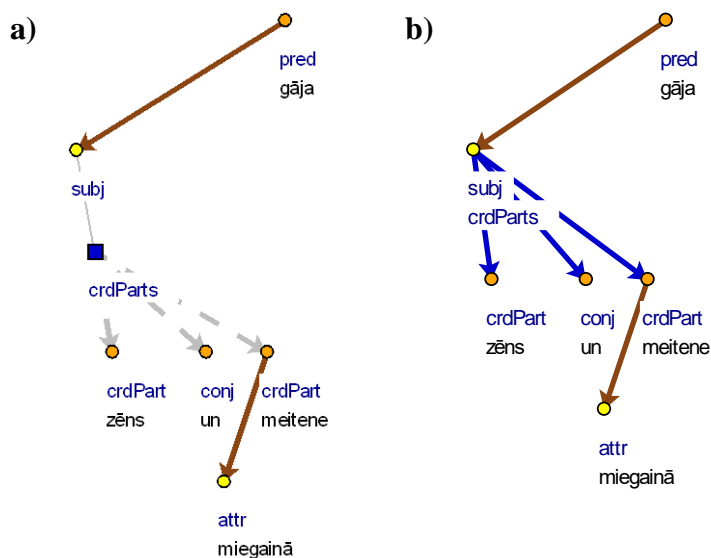 a)
pred
gāja
subj
crdParts
crdPart conj crdPart
zēns un meitene
attr
miegainā
b)
pred
gāja
subj
crdParts
crdPart conj crdPart
zēns un meitene
attr
miegainā